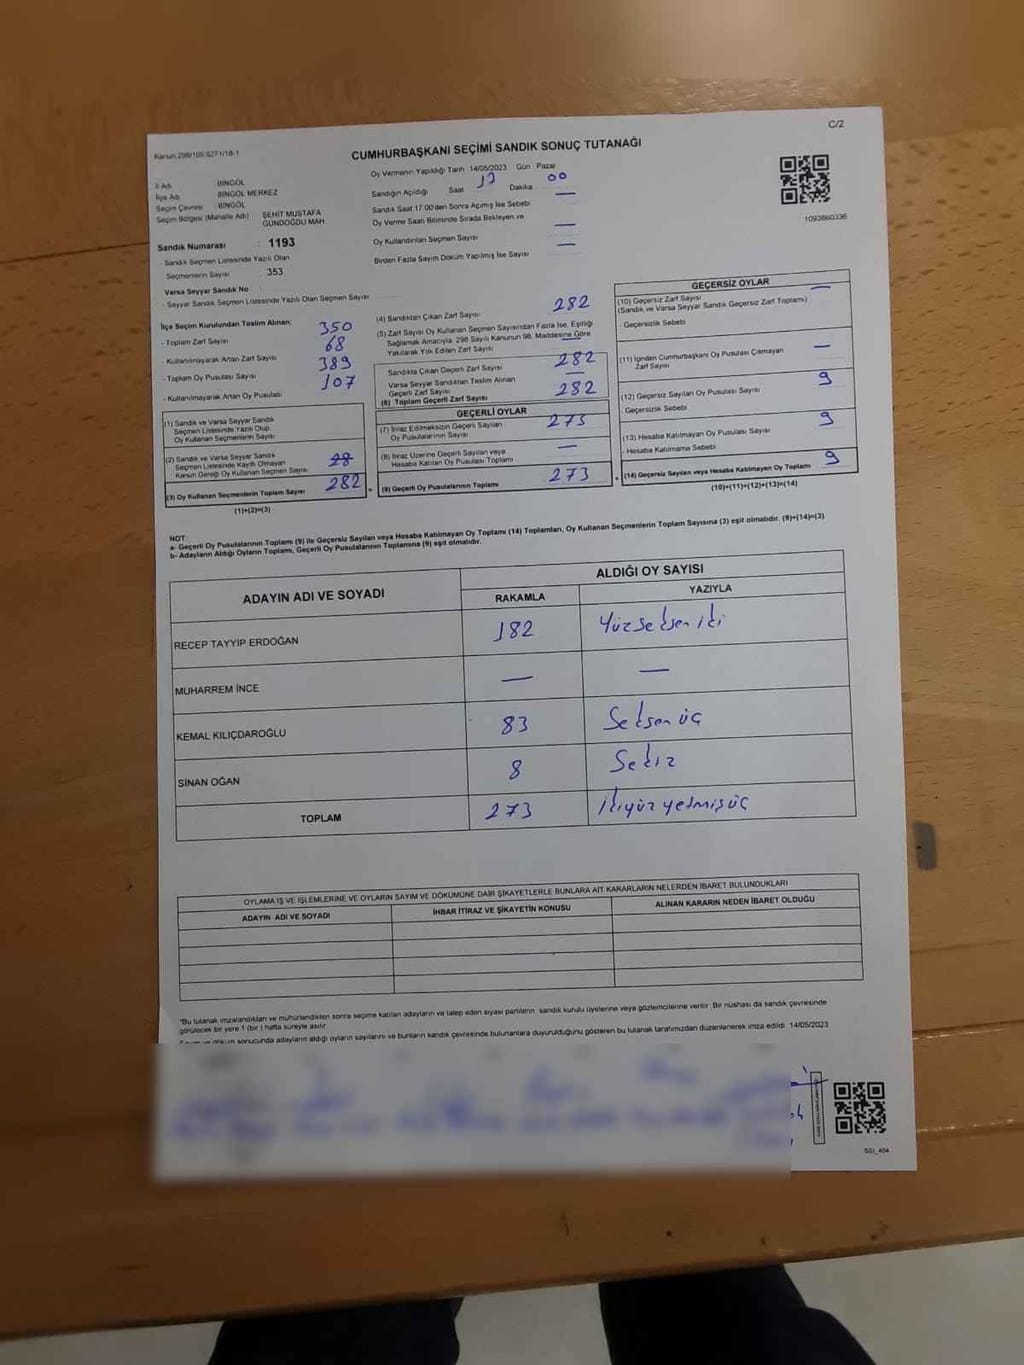 C/2
Kanun:298/105;6271/18-1
CUMHURBAŞKANI SEÇİMİ SANDIK SONUÇ TUTANAĞI
İl Adı BİNGÖL
İlçe Adı BİNGÖL MERKEZ
Seçim Çevresi BİNGÖL
Seçim Bölgesi (Mahalle Adı) ŞEHİT MUSTAFA
GÜNDOĞDU MAH.
Sandık Numarası : 1193
- Sandık Seçmen Listesinde Yazılı Olan
Seçmenlerin Sayısı : 353
Varsa Seyyar Sandık No
- Seyyar Sandık Seçmen Listesinde Yazılı Olan Seçmen Sayısı
Oy Vermenin Yapıldığı Tarih 14/05/2023 Gün Pazar
Sandığın Açıldığı Saat 17 Dakika 00
Sandık Saat 17.00'den Sonra Açılmış İse Sebebi —
Oy Verme Saati Bitiminde Sırada Bekleyen ve
Oy Kullandırılan Seçmen Sayısı —
Birden Fazla Sayım Döküm Yapılmış İse Sayısı —
1093860336
İlçe Seçim Kurulundan Teslim Alınan;
- Toplam Zarf Sayısı 350
- Kullanılmayarak Artan Zarf Sayısı 68
- Toplam Oy Pusulası Sayısı 389
- Kullanılmayarak Artan Oy Pusulası 107
(1) Sandık ve Varsa Seyyar Sandık
Seçmen Listesinde Yazılı Olup
Oy Kullanan Seçmenlerin Sayısı
(2) Sandık ve Varsa Seyyar Sandık
Seçmen Listesinde Kayıtlı Olmayan
Kanun Gereği Oy Kullanan Seçmen Sayısı 28
(3) Oy Kullanan Seçmenlerin Toplam Sayısı 282
(1)+(2)=(3)
(4) Sandıktan Çıkan Zarf Sayısı 282
(5) Zarf Sayısı Oy Kullanan Seçmen Sayısından Fazla İse, Eşitliği
Sağlamak Amacıyla, 298 Sayılı Kanunun 98. Maddesine Göre
Yakılarak Yok Edilen Zarf Sayısı —
Sandıkta Çıkan Geçerli Zarf Sayısı 282
Varsa Seyyar Sandıktan Teslim Alınan
Geçerli Zarf Sayısı —
(6) Toplam Geçerli Zarf Sayısı 282
GEÇERLİ OYLAR
(7) İtiraz Edilmeksizin Geçerli Sayılan
Oy Pusulalarının Sayısı 273
(8) İtiraz Üzerine Geçerli Sayılan veya
Hesaba Katılan Oy Pusulası Toplamı —
(9) Geçerli Oy Pusulalarının Toplamı 273
GEÇERSİZ OYLAR
(10) Geçersiz Zarf Sayısı —
(Sandık ve Varsa Seyyar Sandık Geçersiz Zarf Toplamı)
- Geçersizlik Sebebi
(11) İçinden Cumhurbaşkanı Oy Pusulası Çıkmayan
Zarf Sayısı —
(12) Geçersiz Sayılan Oy Pusulası Sayısı 9
- Geçersizlik Sebebi
(13) Hesaba Katılmayan Oy Pusulası Sayısı 9
- Hesaba Katılmama Sebebi
(14) Geçersiz Sayılan veya Hesaba Katılmayan Oy Toplamı 9
(10)+(11)+(12)+(13)=(14)
NOT:
a- Geçerli Oy Pusulalarının Toplamı (9) ile Geçersiz Sayılan veya Hesaba Katılmayan Oy Toplamı (14) Toplamları, Oy Kullanan Seçmenlerin Toplam Sayısına (3) eşit olmalıdır. (9)+(14)=(3)
b- Adayların Aldığı Oyların Toplamı, Geçerli Oy Pusulalarının Toplamına (9) eşit olmalıdır.
ADAYIN ADI VE SOYADI ALDIĞI OY SAYISI
RAKAMLA YAZIYLA
RECEP TAYYİP ERDOĞAN 182 Yüzseksen iki
MUHARREM İNCE — —
KEMAL KILIÇDAROĞLU 83 Seksen üç
SİNAN OĞAN 8 Sekiz
TOPLAM 273 ikiyüz yetmiş üç
OYLAMA İŞ VE İŞLEMLERİNE VE OYLARIN SAYIM VE DÖKÜMÜNE DAİR ŞİKAYETLERLE BUNLARA AİT KARARLARIN NELERDEN İBARET BULUNDUKLARI
ADAYIN ADI VE SOYADI İHBAR İTİRAZ VE ŞİKAYETİN KONUSU ALINAN KARARIN NEDEN İBARET OLDUĞU
"Bu tutanak imzalandıktan ve mühürlendikten sonra seçime katılan adayların ve talep eden siyasi partilerin, sandık kurulu üyelerine veya gözlemcilerine verilir. Bir nüshası da sandık çevresinde
görülecek bir yere 1 (bir ) hafta süreyle asılır.
sonucunda adayların aldığı oyların sayılarını ve bunların sandık çevresinde bulunanlara duyurulduğunu gösteren bu tutanak tarafımızdan düzenlenerek imza edildi. 14/05/2023